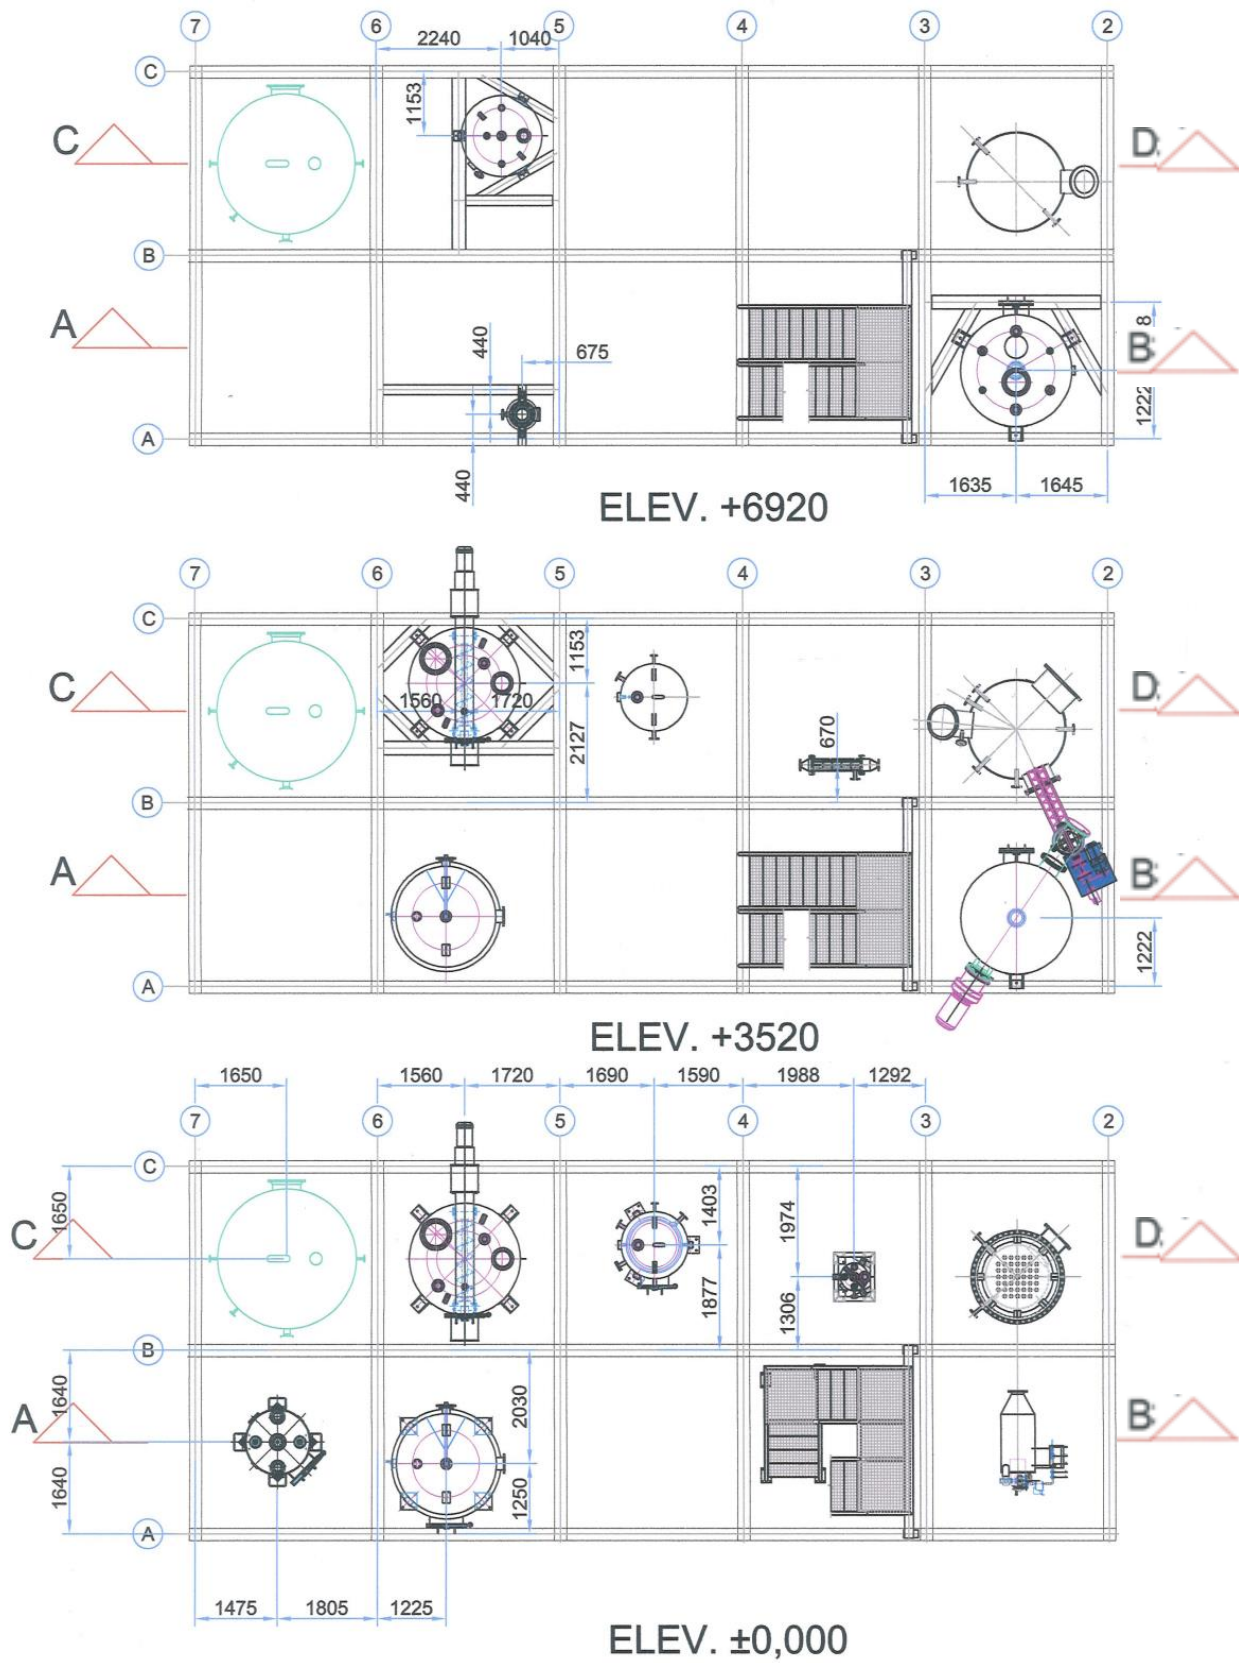 7 6 5 4 3 2
2240 1040
C
1153
C D:
B
A
440 675
8
B:
1222
A
440
1635 1645
ELEV. +6920
7 6 5 4 3 2
C
1153
C D:
1560 1720
2127
670
B
A B:
1222
A
ELEV. +3520
1650 1560 1720 1690 1590 1988 1292
7 6 5 4 3 2
C
1650
1403
1974
C D:
1877
1306
B
1640
2030
A B:
1640
1250
A
1475 1805 1225
ELEV. ±0,000